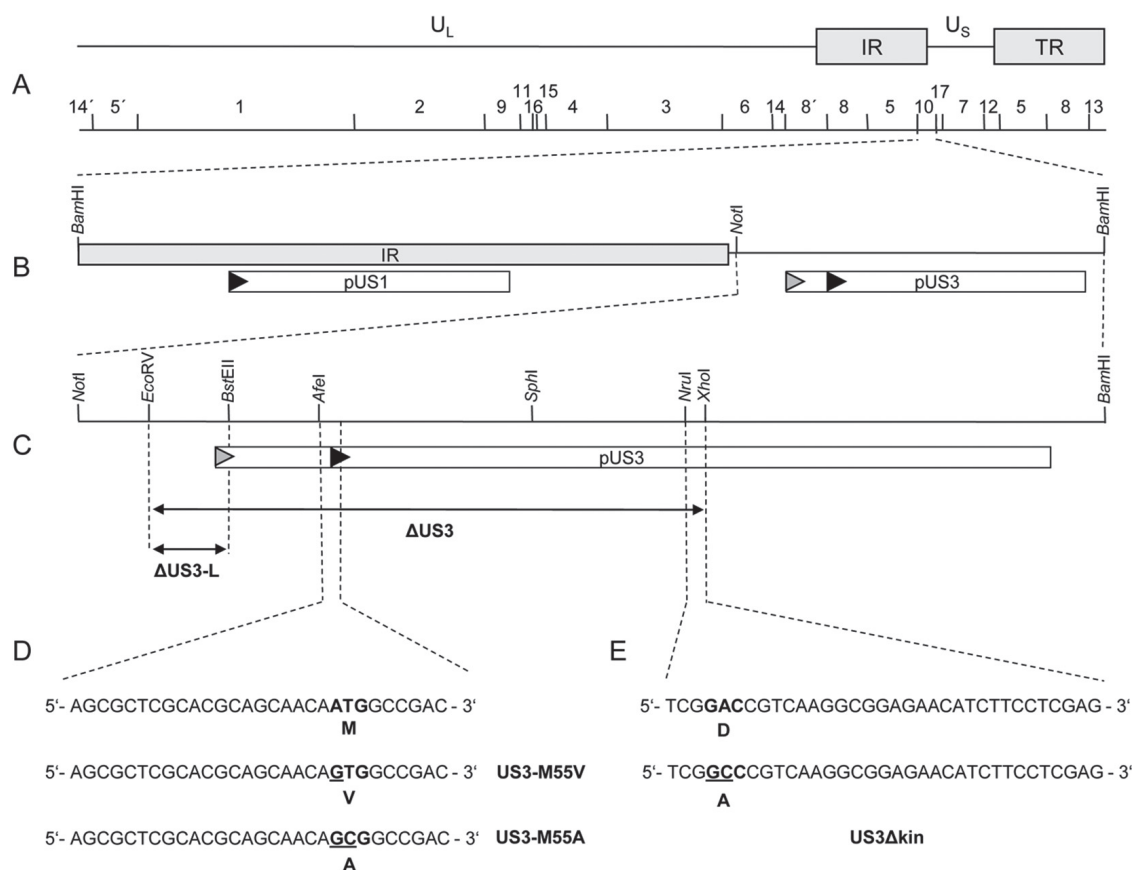 U_L IR U_S TR
A
14´ 5´ 1 2 9 11 16 15 4 3 6 14 8´ 8 5 10 17 7 12 5 8 13
BamHI NotI BamHI
IR
B
pUS1 pUS3
NotI EcoRV BstEII AfeI SphI NruI XhoI BamHI
C
pUS3
ΔUS3
ΔUS3-L
D E
5‘- AGCGCTCGCACGCAGCAACAATGGCCGAC - 3‘ 5‘- TCGGACCGTCAAGGCGGAGAACATCTTCCTCGAG - 3‘
M D
5‘- AGCGCTCGCACGCAGCAACAGTGGCCGAC - 3‘ US3-M55V 5‘- TCGGCCCGTCAAGGCGGAGAACATCTTCCTCGAG - 3‘
V A
5‘- AGCGCTCGCACGCAGCAACAGCGGCCGAC - 3‘ US3-M55A US3Δkin
A